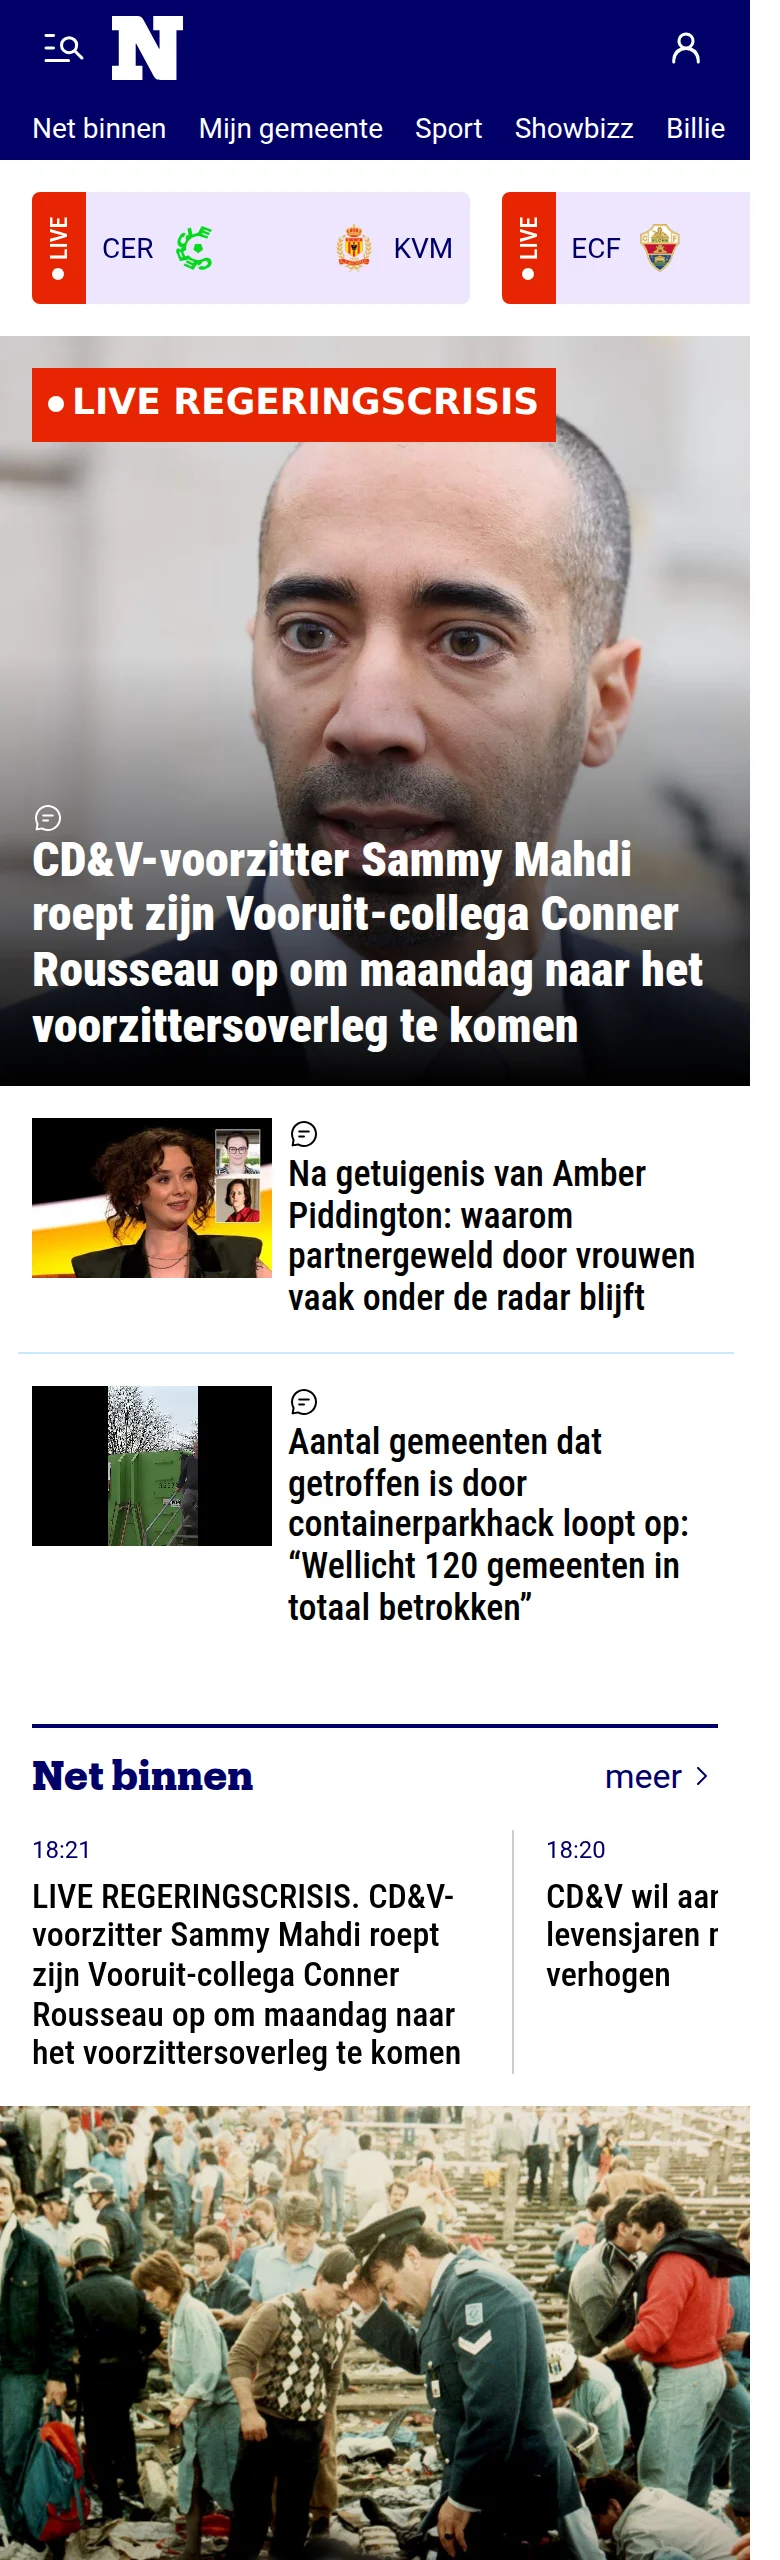 N
Net binnen Mijn gemeente Sport Showbizz Billie
LIVE CER KVM
LIVE ECF
LIVE REGERINGSCRISIS
CD&V-voorzitter Sammy Mahdi
roept zijn Vooruit-collega Conner
Rousseau op om maandag naar het
voorzittersoverleg te komen
Na getuigenis van Amber
Piddington: waarom
partnergeweld door vrouwen
vaak onder de radar blijft
Aantal gemeenten dat
getroffen is door
containerparkhack loopt op:
“Wellicht 120 gemeenten in
totaal betrokken”
Net binnen
meer
18:21
LIVE REGERINGSCRISIS. CD&V-
voorzitter Sammy Mahdi roept
zijn Vooruit-collega Conner
Rousseau op om maandag naar
het voorzittersoverleg te komen
18:20
CD&V wil
levensjaren
verhogen